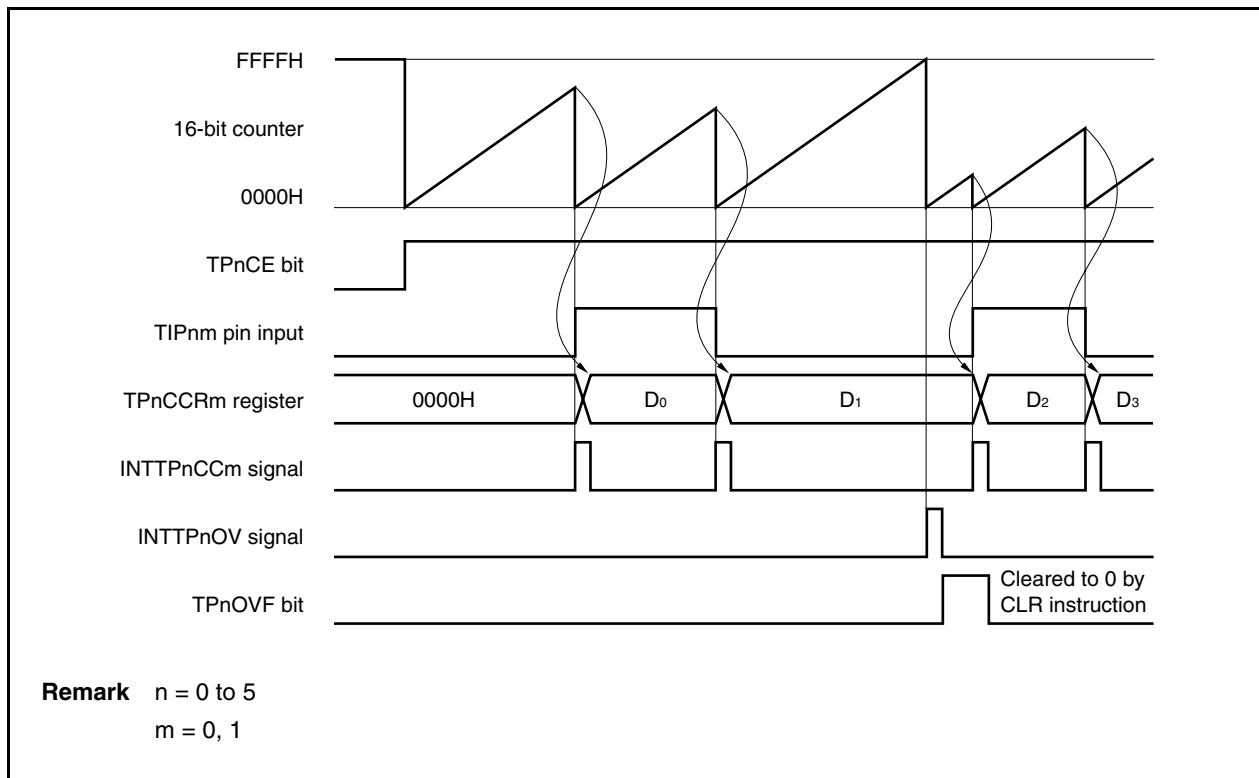 FFFFH
16-bit counter
0000H
TPnCE bit
TIPnm pin input
TPnCCRm register
0000H D0 D1 D2 D3
INTTPnCCm signal
INTTPnOV signal
TPnOVF bit
Cleared to 0 by
CLR instruction
Remark n = 0 to 5
m = 0, 1